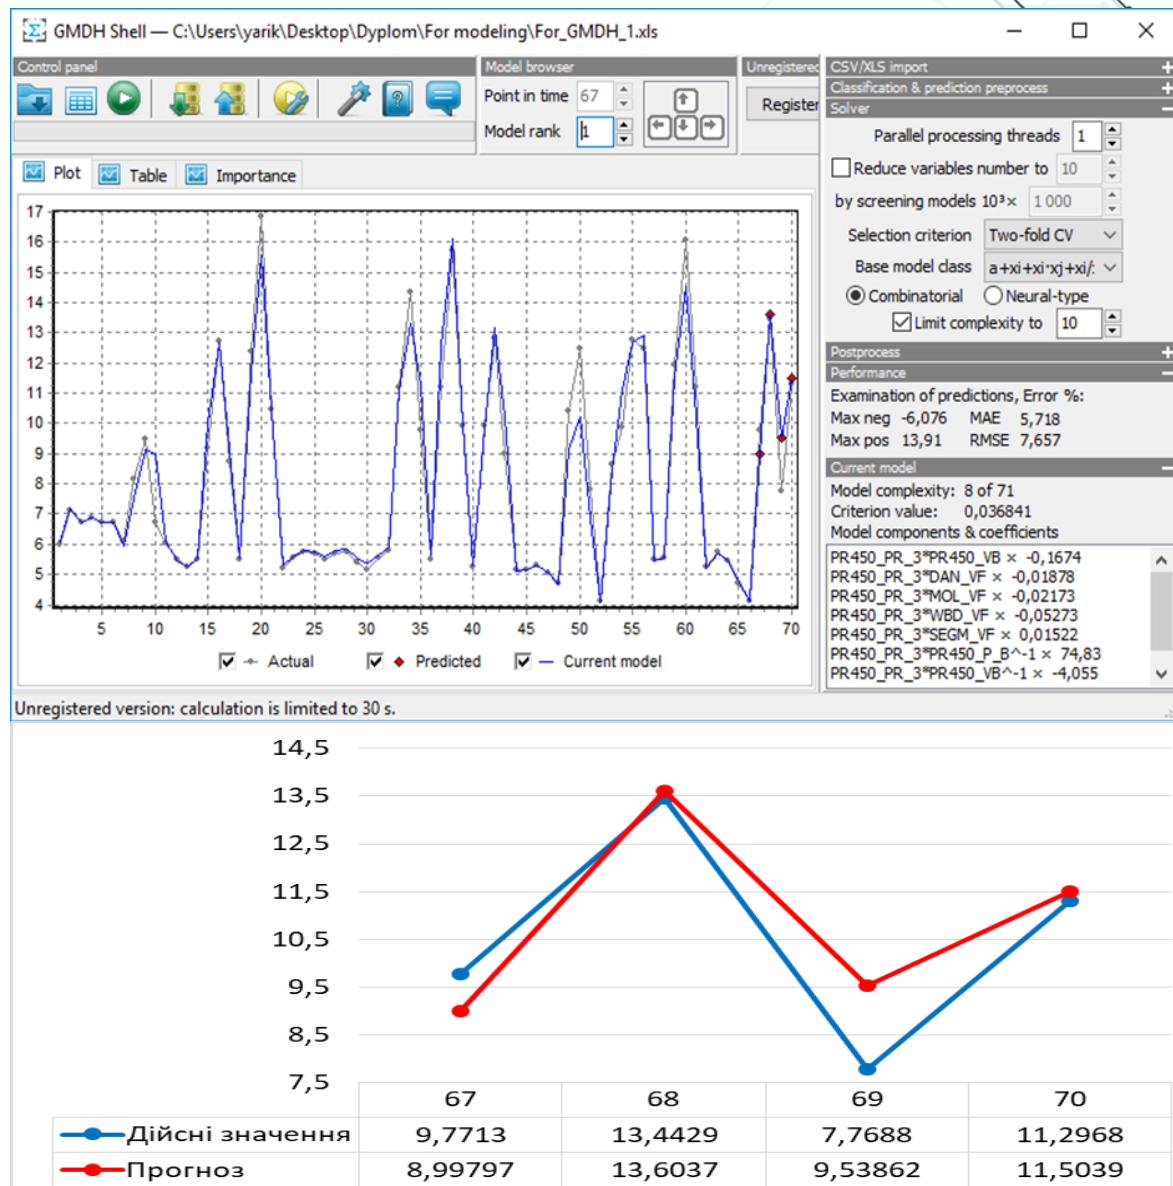 GMDH Shell — C:\Users\yarik\Desktop\Dyplom\For modeling\For_GMDH_1.xls
Control panel
Model browser
Point in time 67
Model rank 1
Unregistered
Register
Plot Table Importance
17
16
15
14
13
12
11
10
9
8
7
6
5
4
5 10 15 20 25 30 35 40 45 50 55 60 65 70
Actual Predicted Current model
CSV/XLS import
Classification & prediction preprocess
Solver
Parallel processing threads 1
Reduce variables number to 10
by screening models 10³× 1 000
Selection criterion Two-fold CV
Base model class a+xi+xi·xj+xi/:
Combinatorial Neural-type
Limit complexity to 10
Postprocess
Performance
Examination of predictions, Error %:
Max neg -6,076 MAE 5,718
Max pos 13,91 RMSE 7,657
Current model
Model complexity: 8 of 71
Criterion value: 0,036841
Model components & coefficients
PR450_PR_3*PR450_VB × -0,1674
PR450_PR_3*DAN_VF × -0,01878
PR450_PR_3*MOL_VF × -0,02173
PR450_PR_3*WBD_VF × -0,05273
PR450_PR_3*SEGM_VF × 0,01522
PR450_PR_3*PR450_P_B^-1 × 74,83
PR450_PR_3*PR450_VB^-1 × -4,055
Unregistered version: calculation is limited to 30 s.
14,5
13,5
12,5
11,5
10,5
9,5
8,5
7,5
67 68 69 70
Дійсні значення 9,7713 13,4429 7,7688 11,2968
Прогноз 8,99797 13,6037 9,53862 11,5039